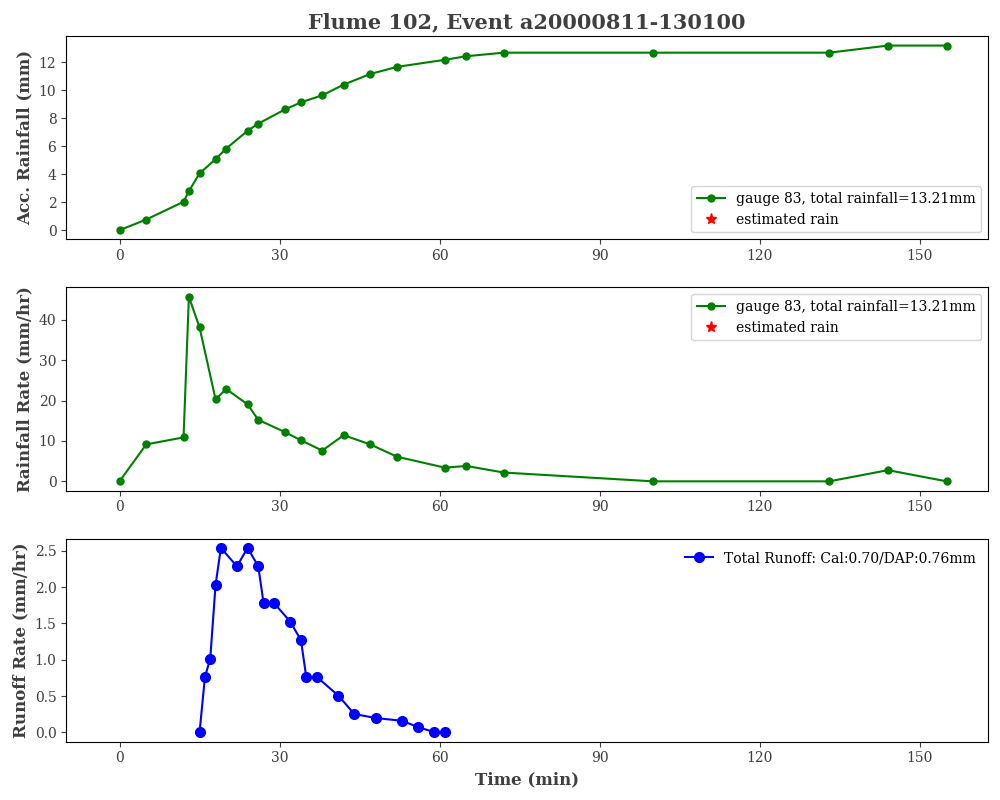 Flume 102, Event a20000811-130100
Acc. Rainfall (mm)
12
10
8
6
4
2
0
gauge 83, total rainfall=13.21mm
estimated rain
0 30 60 90 120 150
Rainfall Rate (mm/hr)
40
30
20
10
0
gauge 83, total rainfall=13.21mm
estimated rain
0 30 60 90 120 150
Runoff Rate (mm/hr)
2.5
2.0
1.5
1.0
0.5
0.0
Total Runoff: Cal:0.70/DAP:0.76mm
0 30 60 90 120 150
Time (min)